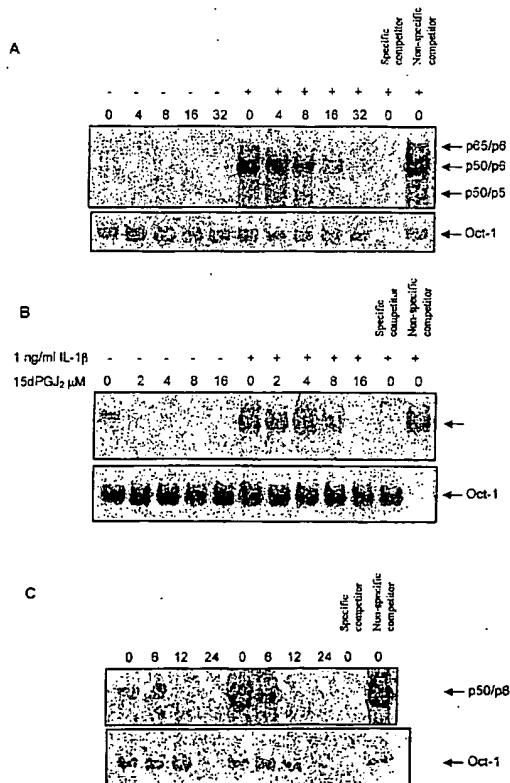 A
Specific competitor
Non-specific competitor
- - - - - + + + + + + +
0 4 8 16 32 0 4 8 16 32 0 0
← p65/p6
← p50/p6
← p50/p5
← Oct-1
B
Specific competitor
Non-specific competitor
1 ng/ml IL-1β - - - - - + + + + + + +
15dPGJ₂ μM 0 2 4 8 16 0 2 4 8 16 0 0
←
← Oct-1
C
Specific competitor
Non-specific competitor
0 6 12 24 0 6 12 24 0 0
← p50/p6
← Oct-1